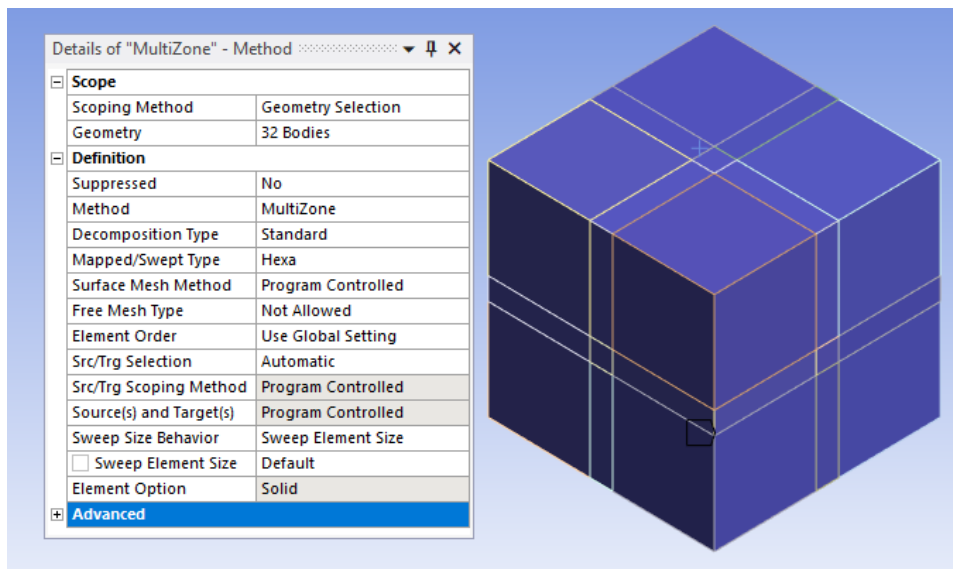 Details of "MultiZone" - Method
Scope
Scoping Method Geometry Selection
Geometry 32 Bodies
Definition
Suppressed No
Method MultiZone
Decomposition Type Standard
Mapped/Swept Type Hexa
Surface Mesh Method Program Controlled
Free Mesh Type Not Allowed
Element Order Use Global Setting
Src/Trg Selection Automatic
Src/Trg Scoping Method Program Controlled
Source(s) and Target(s) Program Controlled
Sweep Size Behavior Sweep Element Size
Sweep Element Size Default
Element Option Solid
Advanced